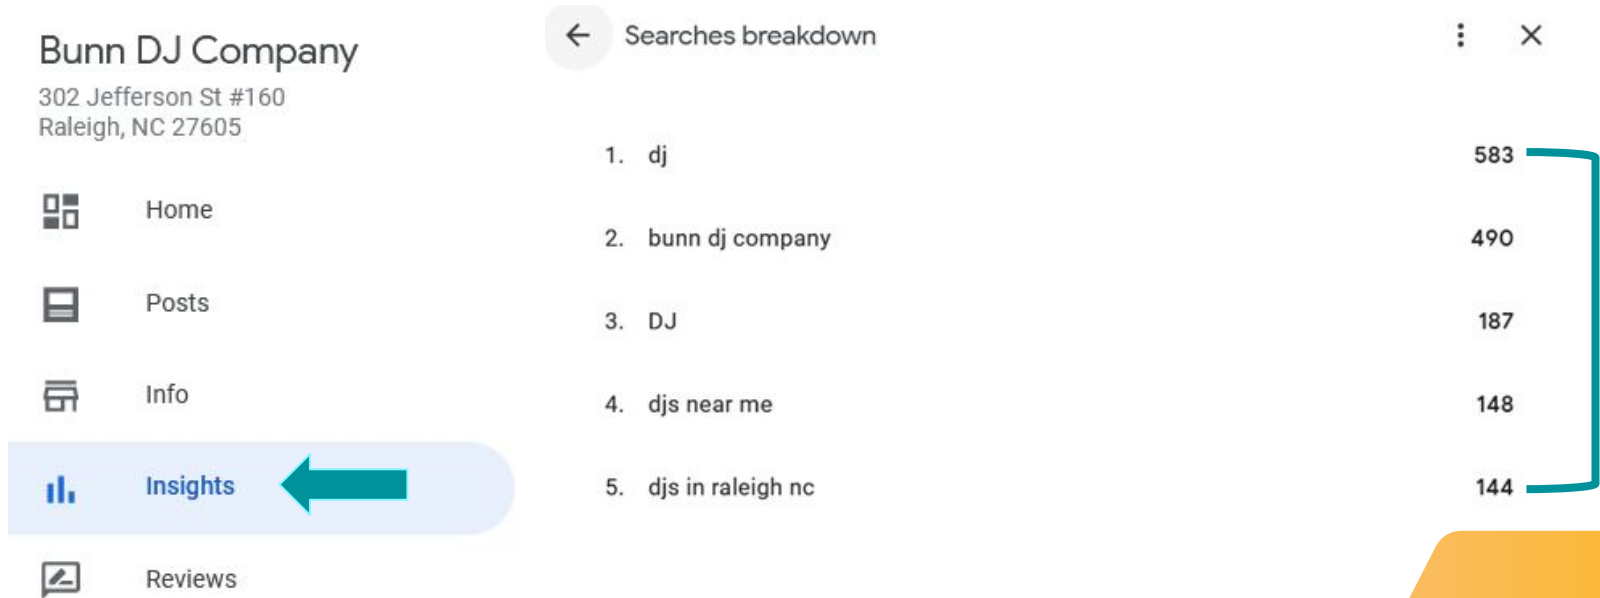 Bunn DJ Company
302 Jefferson St #160
Raleigh, NC 27605
Home
Posts
Info
Insights
Reviews
Searches breakdown
1. dj 583
2. bunn dj company 490
3. DJ 187
4. djs near me 148
5. djs in raleigh nc 144